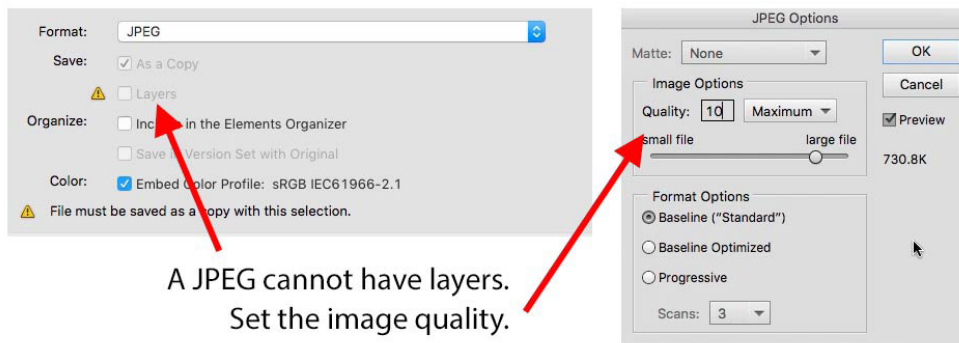 Format: JPEG
Save: As a Copy
Layers
Organize: Include in the Elements Organizer
Save in Version Set with Original
Color: Embed Color Profile: sRGB IEC61966-2.1
File must be saved as a copy with this selection.
A JPEG cannot have layers.
Set the image quality.
JPEG Options
Matte: None
OK
Cancel
Preview
730.8K
Image Options
Quality: 10 Maximum
small file large file
Format Options
Baseline ("Standard")
Baseline Optimized
Progressive
Scans: 3